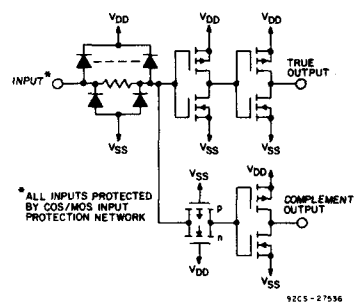 VDD
VDD
VDD
INPUT*
TRUE
OUTPUT
VSS
VSS
VSS
VSS
VDD
*ALL INPUTS PROTECTED
BY COS/MOS INPUT
PROTECTION NETWORK
p
n
COMPLEMENT
OUTPUT
VDD
VSS
92CS-27536